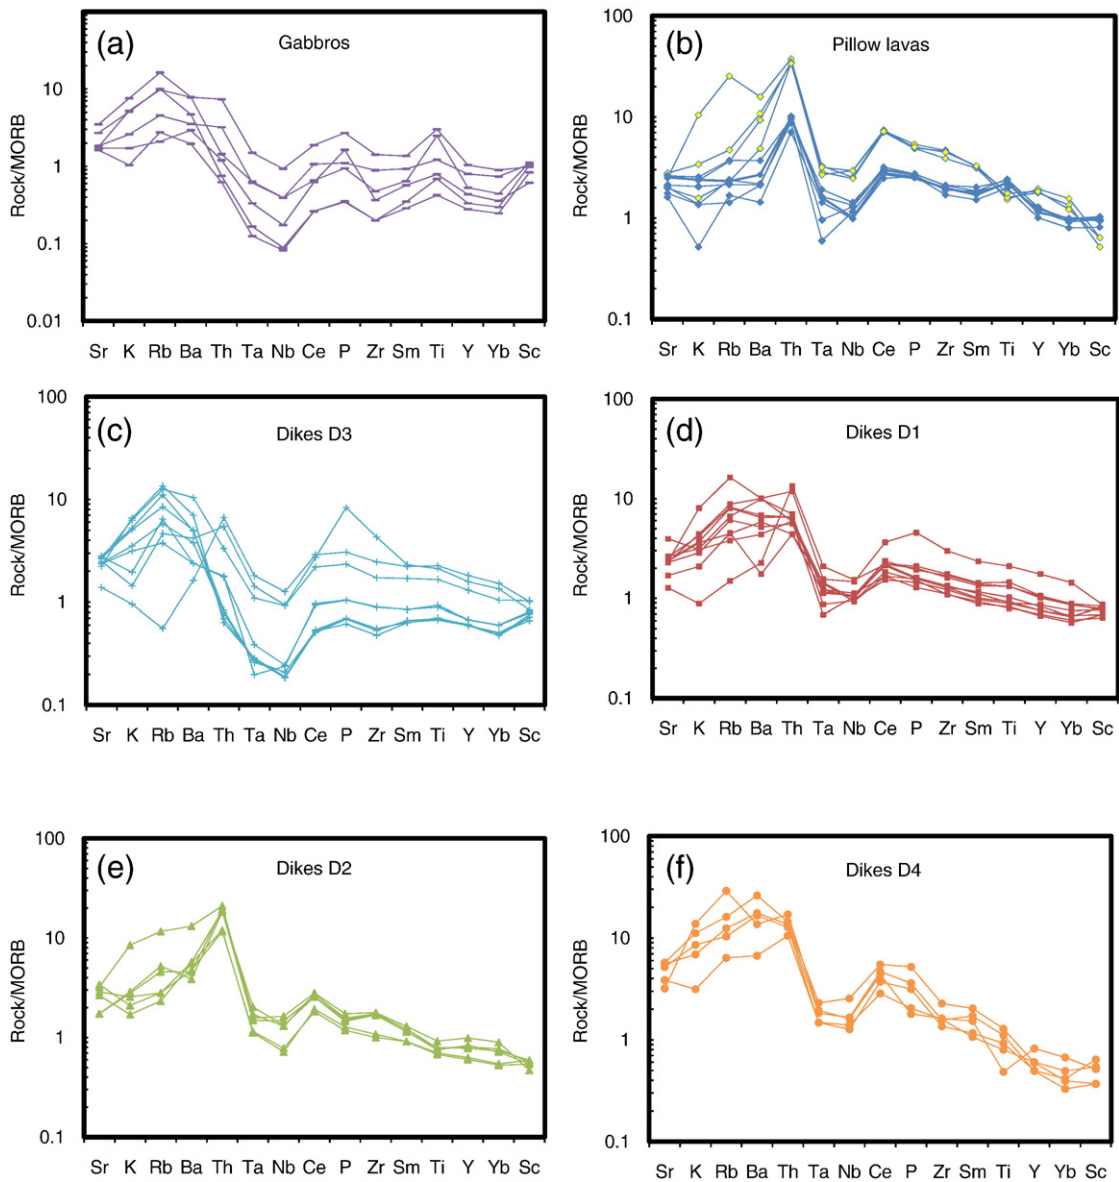 (a)
Gabbros
Rock/MORB
10
1
0.1
0.01
Sr K Rb Ba Th Ta Nb Ce P Zr Sm Ti Y Yb Sc
(b)
Pillow lavas
Rock/MORB
100
10
1
0.1
Sr K Rb Ba Th Ta Nb Ce P Zr Sm Ti Y Yb Sc
(c)
Dikes D3
Rock/MORB
100
10
1
0.1
Sr K Rb Ba Th Ta Nb Ce P Zr Sm Ti Y Yb Sc
(d)
Dikes D1
Rock/MORB
100
10
1
0.1
Sr K Rb Ba Th Ta Nb Ce P Zr Sm Ti Y Yb Sc
(e)
Dikes D2
Rock/MORB
100
10
1
0.1
Sr K Rb Ba Th Ta Nb Ce P Zr Sm Ti Y Yb Sc
(f)
Dikes D4
Rock/MORB
100
10
1
0.1
Sr K Rb Ba Th Ta Nb Ce P Zr Sm Ti Y Yb Sc